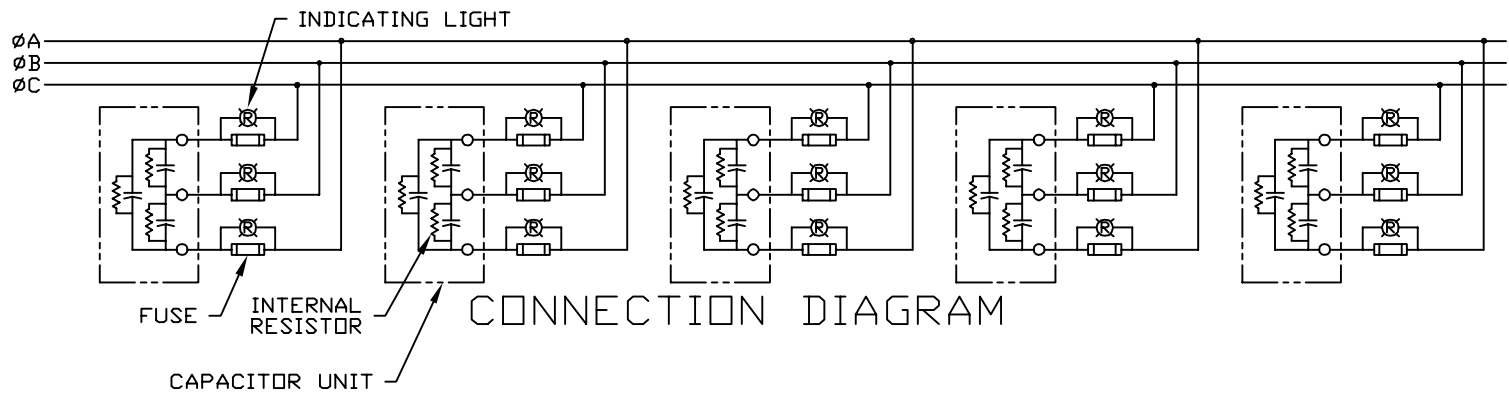 INDICATING LIGHT
ØA
ØB
ØC
R R R R R
R R R R R
R R R R R
FUSE
INTERNAL
RESISTOR
CONNECTION DIAGRAM
CAPACITOR UNIT